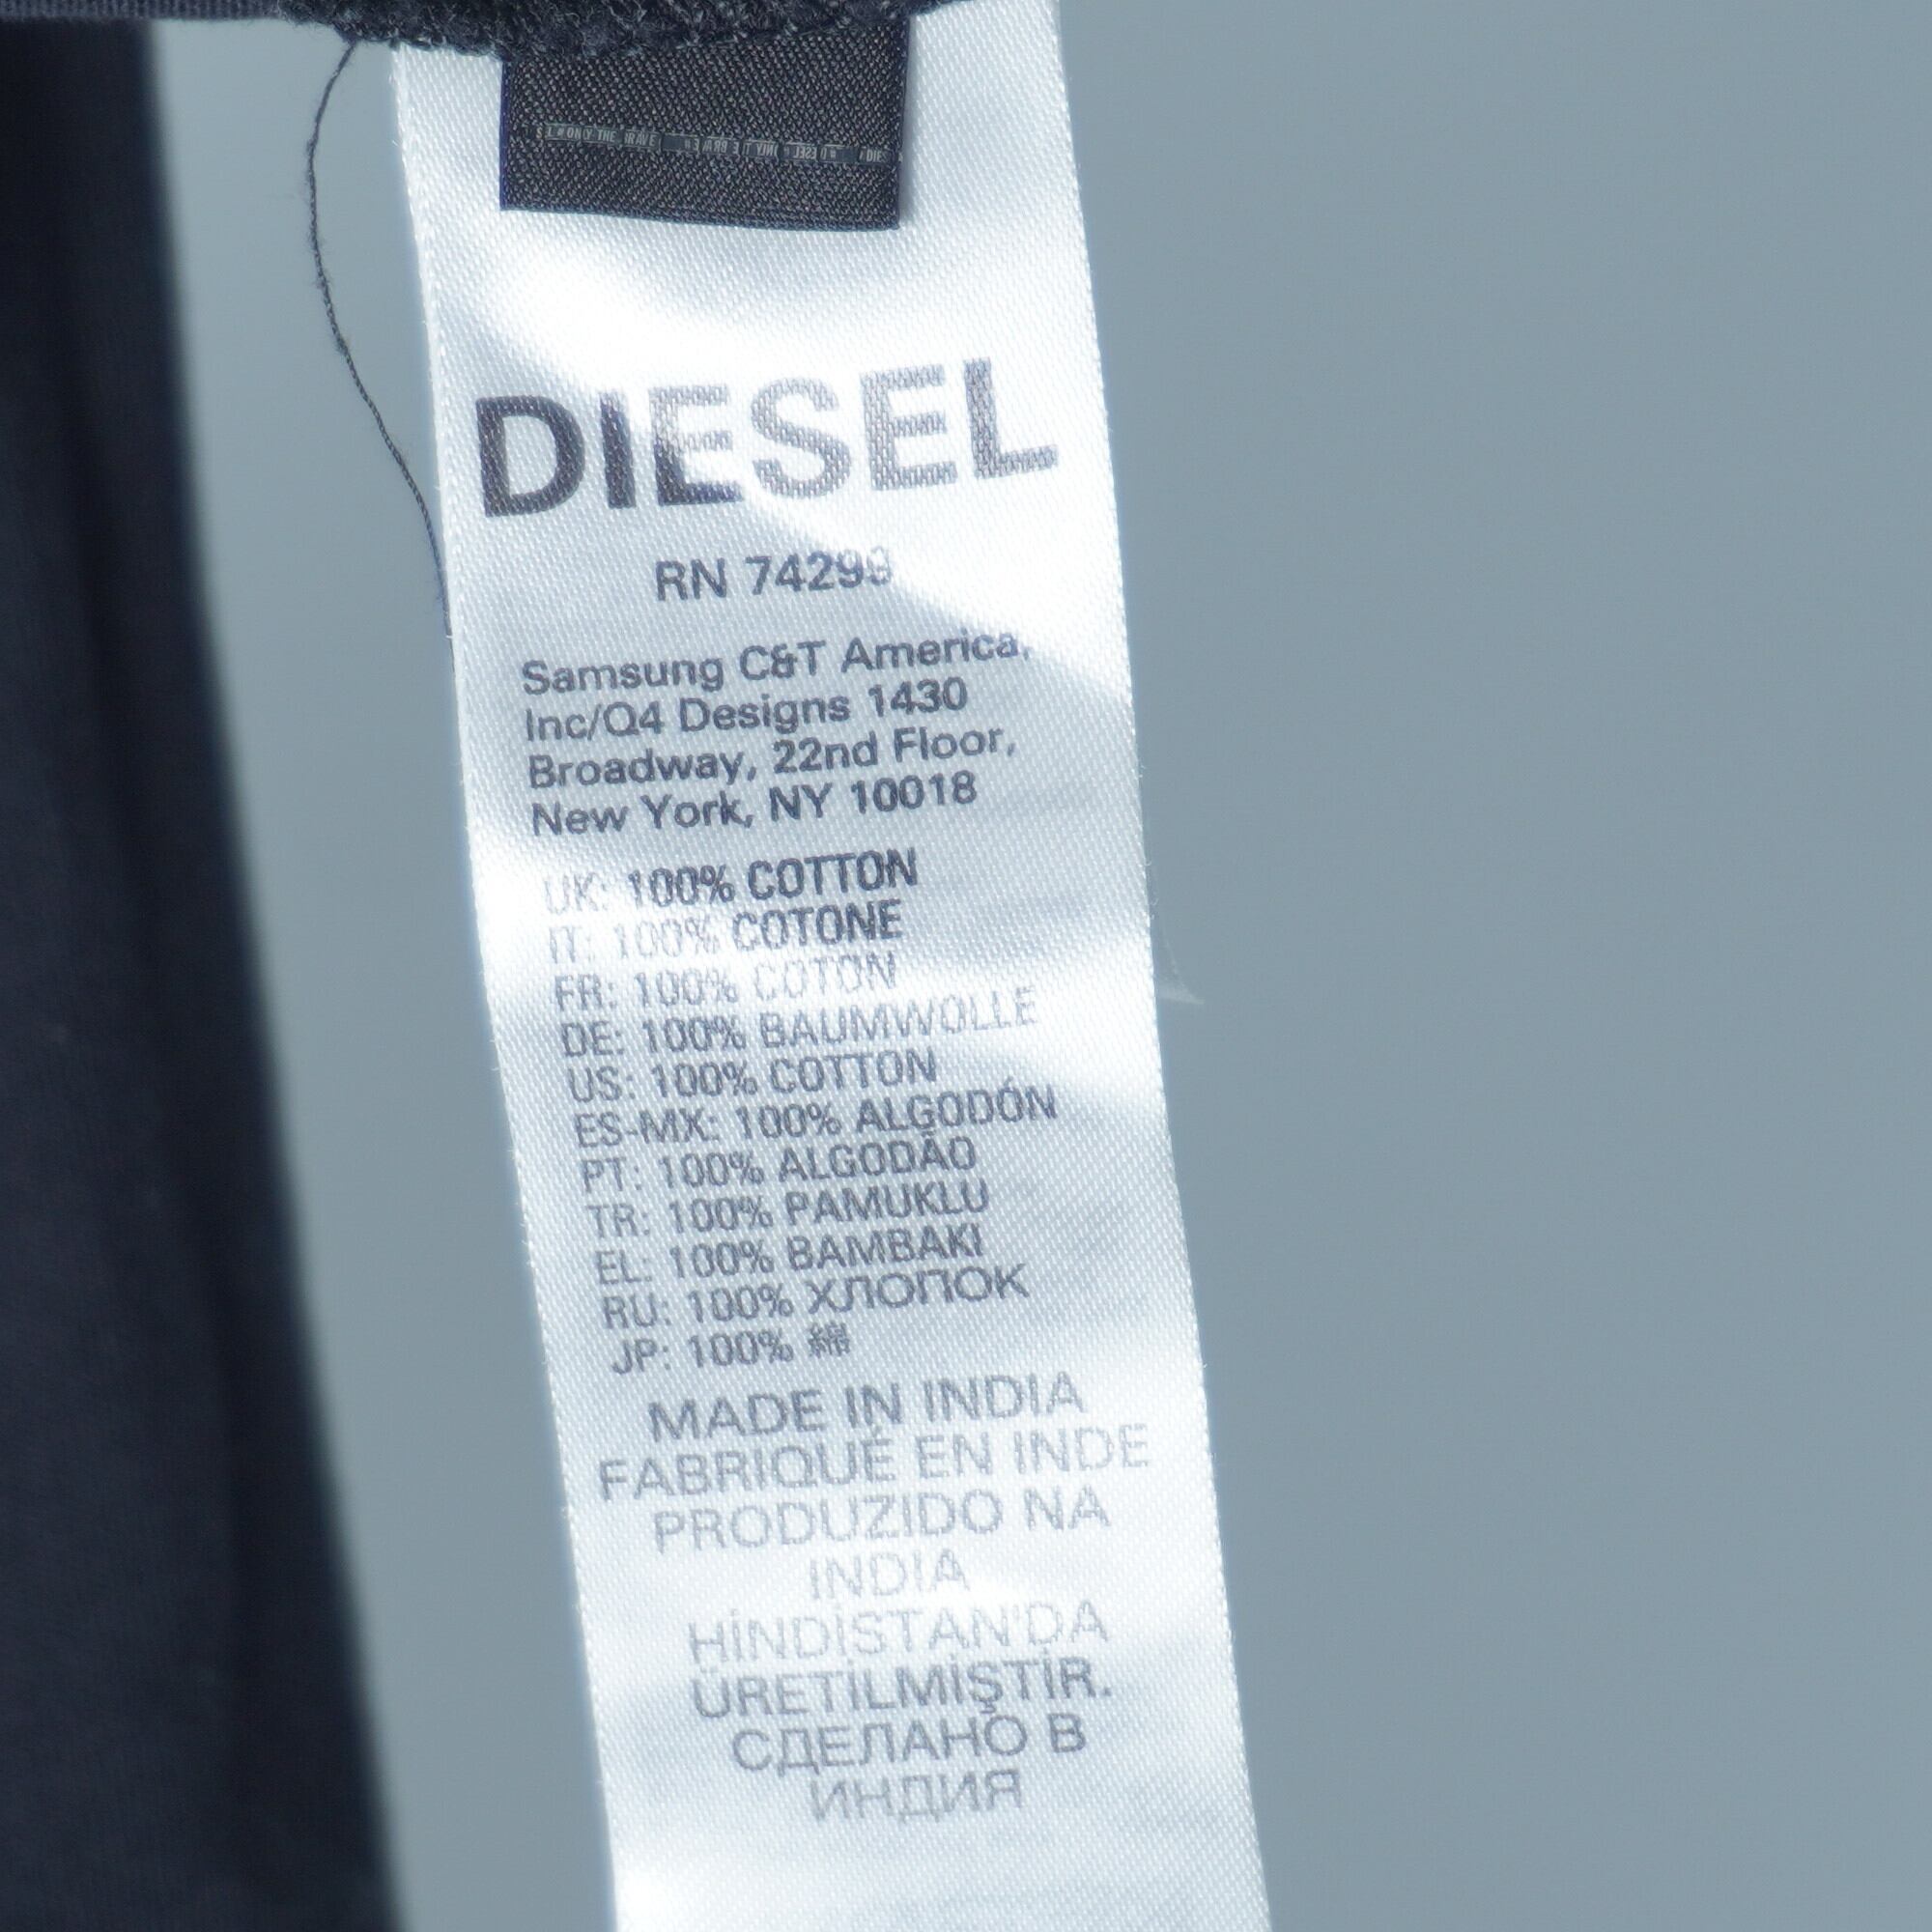 ONLY THE BRAVE
DIESEL
RN 74299
Samsung C&T America,
Inc/Q4 Designs 1430
Broadway, 22nd Floor,
New York, NY 10018
UK: 100% COTTON
IT: 100% COTONE
FR: 100% COTON
DE: 100% BAUMWOLLE
US: 100% COTTON
ES-MX: 100% ALGODÓN
PT: 100% ALGODÃO
TR: 100% PAMUKLU
EL: 100% BAMBAKI
RU: 100% ХЛОПОК
JP: 100% 綿
MADE IN INDIA
FABRIQUÉ EN INDE
PRODUZIDO NA
INDIA
HİNDİSTAN'DA
ÜRETİLMİŞTİR.
СДЕЛАНО В
ИНДИЯ